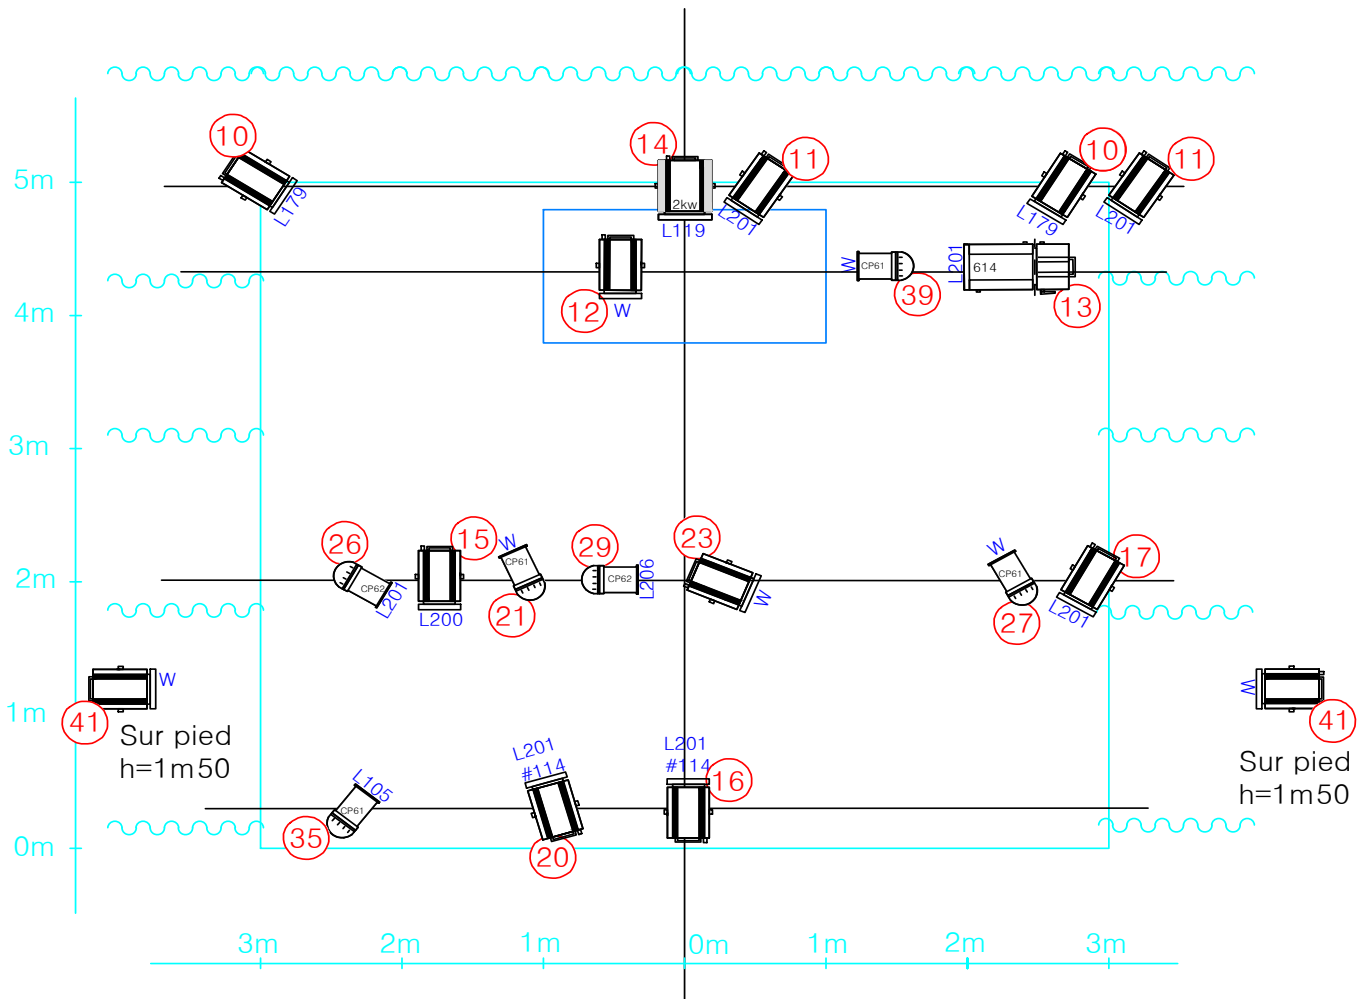 10
14
11
10
11
5m
2kw
L179
L119
L201
L179
L201
W
CP61
L201
614
12
W
39
13
4m
3m
26
15
W
29
23
17
CP61
CP62
L206
W
CP61
CP62
L201
2m
L200
21
W
27
L201
W
W
41
1m
41
Sur pied
h=1m50
Sur pied
h=1m50
L201
#114
L201
#114
16
L105
CP61
35
20
0m
3m
2m
1m
0m
1m
2m
3m